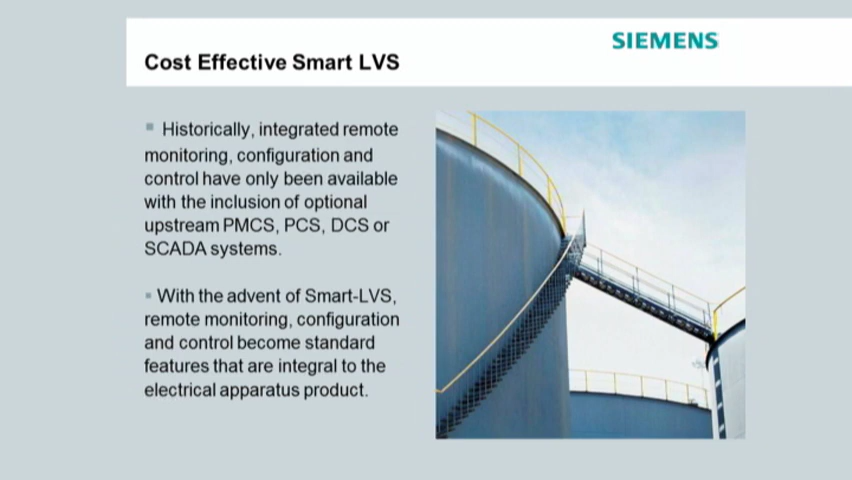 SIEMENS
Cost Effective Smart LVS
Historically, integrated remote
monitoring, configuration and
control have only been available
with the inclusion of optional
upstream PMCS, PCS, DCS or
SCADA systems.
With the advent of Smart-LVS,
remote monitoring, configuration
and control become standard
features that are integral to the
electrical apparatus product.